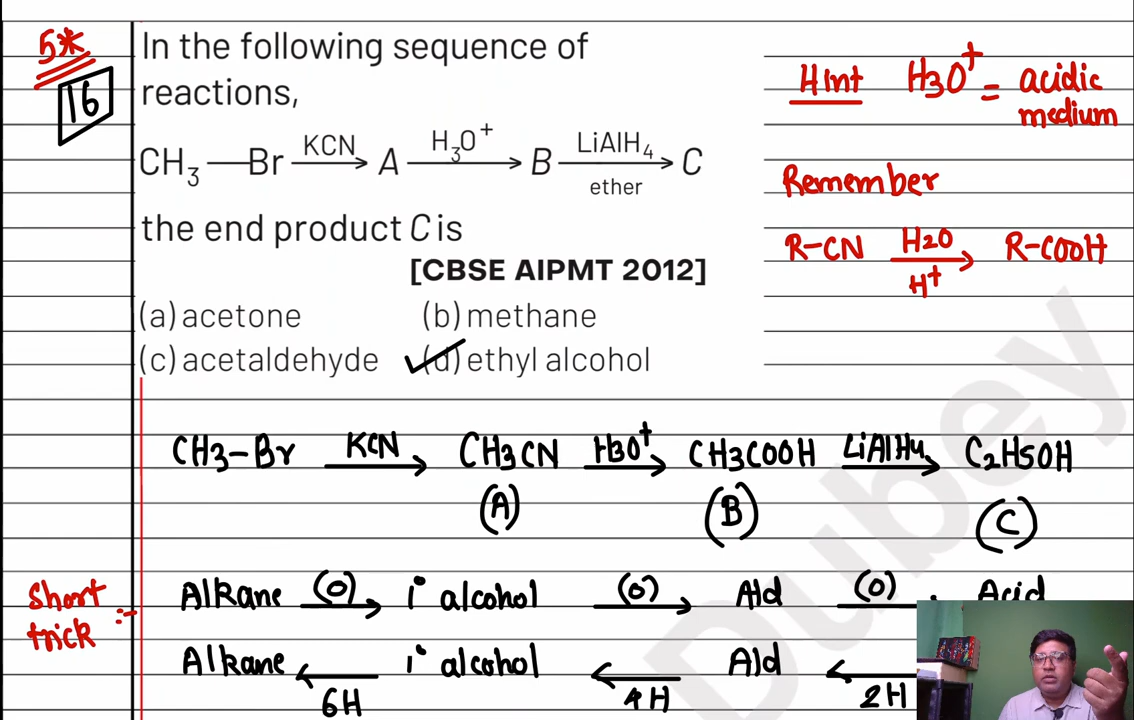 5*
16
In the following sequence of
reactions,
CH₃—Br —KCN→ A —H₃O⁺→ B —LiAlH₄ / ether→ C
the end product C is
[CBSE AIPMT 2012]
(a) acetone (b) methane
(c) acetaldehyde (d) ethyl alcohol
Hint H3O⁺ = acidic
medium
Remember
R-CN —H2O / H⁺→ R-COOH
CH3-Br —KCN→ CH3CN —H3O⁺→ CH3COOH —LiAlH4→ C2H5OH
(A) (B) (C)
Short trick :- Alkane —(O)→ 1° alcohol —(O)→ Ald —(O)→ Acid
Alkane ←6H— 1° alcohol ←4H— Ald ←2H—
Dubey